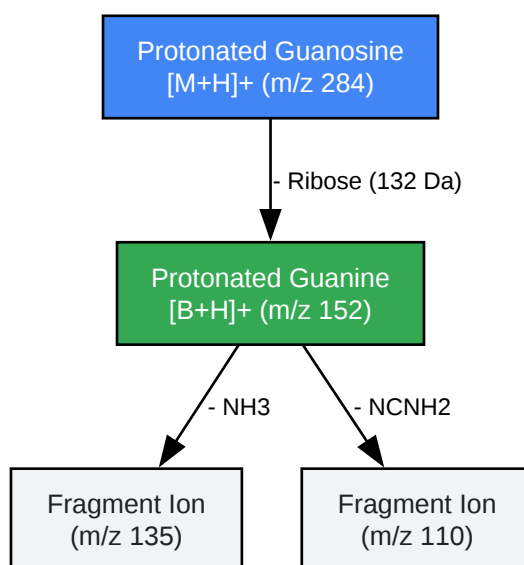 Protonated Guanosine
[M+H]+ (m/z 284)
- Ribose (132 Da)
Protonated Guanine
[B+H]+ (m/z 152)
- NH3
- NCNH2
Fragment Ion
(m/z 135)
Fragment Ion
(m/z 110)